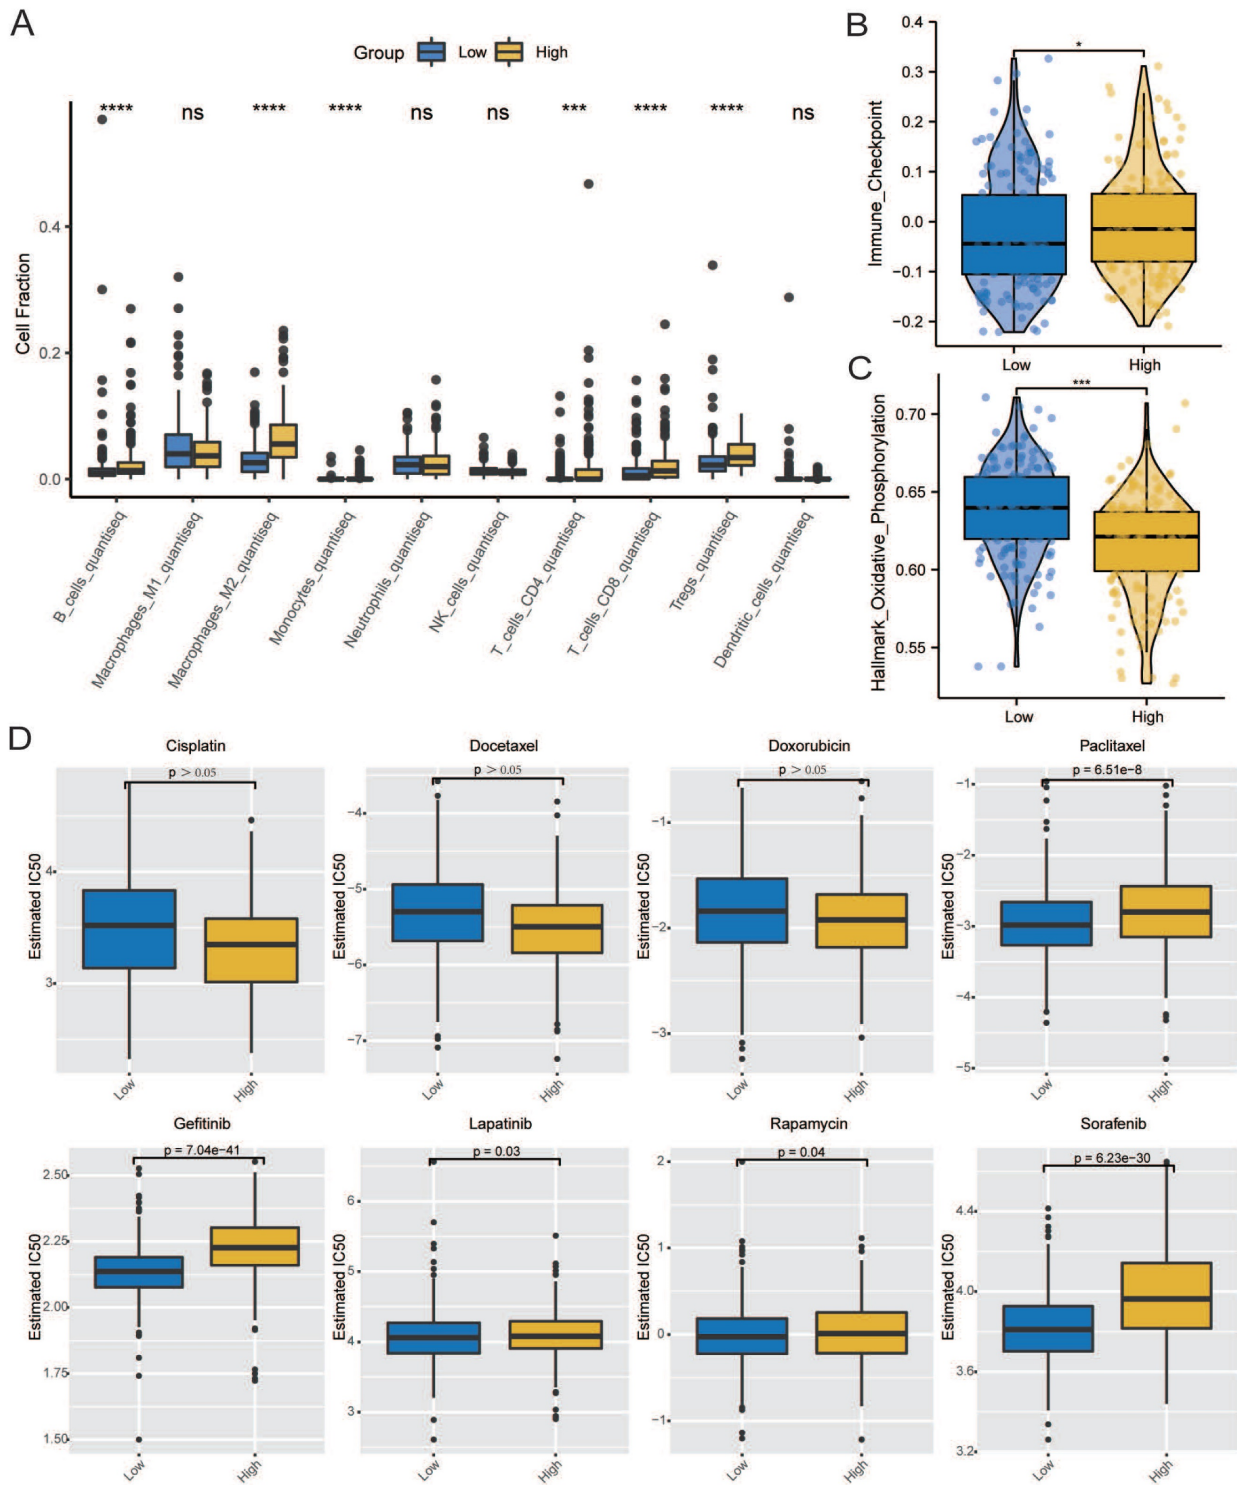 A
Group Low High
**** ns **** **** ns ns *** **** **** ns
Cell Fraction
0.4
0.2
0.0
B_cells_quantiseq
Macrophages_M1_quantiseq
Macrophages_M2_quantiseq
Monocytes_quantiseq
Neutrophils_quantiseq
NK_cells_quantiseq
T_cells_CD4_quantiseq
T_cells_CD8_quantiseq
Tregs_quantiseq
Dendritic_cells_quantiseq
B
*
Immune_Checkpoint
0.4
0.3
0.2
0.1
0.0
−0.1
−0.2
Low High
C
***
Hallmark_Oxidative_Phosphorylation
0.70
0.65
0.60
0.55
Low High
D
Cisplatin
p > 0.05
Estimated IC50
4
3
Low High
Docetaxel
p > 0.05
Estimated IC50
−4
−5
−6
−7
Low High
Doxorubicin
p > 0.05
Estimated IC50
−1
−2
−3
Low High
Paclitaxel
p = 6.51e−8
Estimated IC50
−1
−2
−3
−4
−5
Low High
Gefitinib
p = 7.04e−41
Estimated IC50
2.50
2.25
2.00
1.75
1.50
Low High
Lapatinib
p = 0.03
Estimated IC50
6
5
4
3
Low High
Rapamycin
p = 0.04
Estimated IC50
2
1
0
−1
Low High
Sorafenib
p = 6.23e−30
Estimated IC50
4.4
4.0
3.6
3.2
Low High